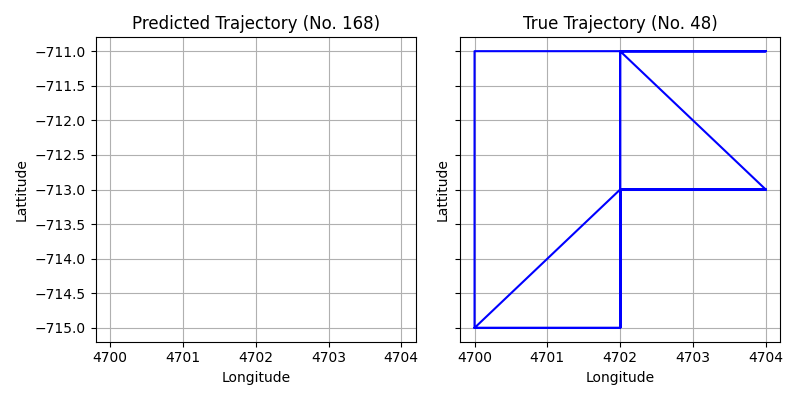 Predicted Trajectory (No. 168)
True Trajectory (No. 48)
Lattitude
−711.0
−711.5
−712.0
−712.5
−713.0
−713.5
−714.0
−714.5
−715.0
4700 4701 4702 4703 4704
Longitude
Lattitude
4700 4701 4702 4703 4704
Longitude